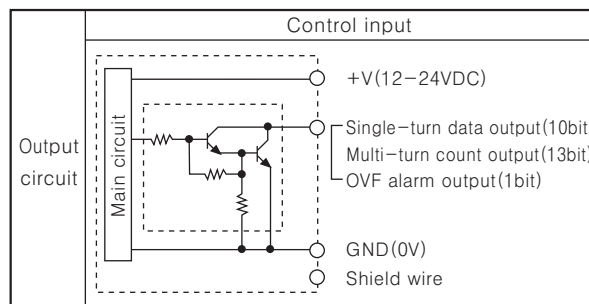 Control input
Output
circuit
Main circuit
+V(12-24VDC)
Single-turn data output(10bit
Multi-turn count output(13bit)
OVF alarm output(1bit)
GND(0V)
Shield wire